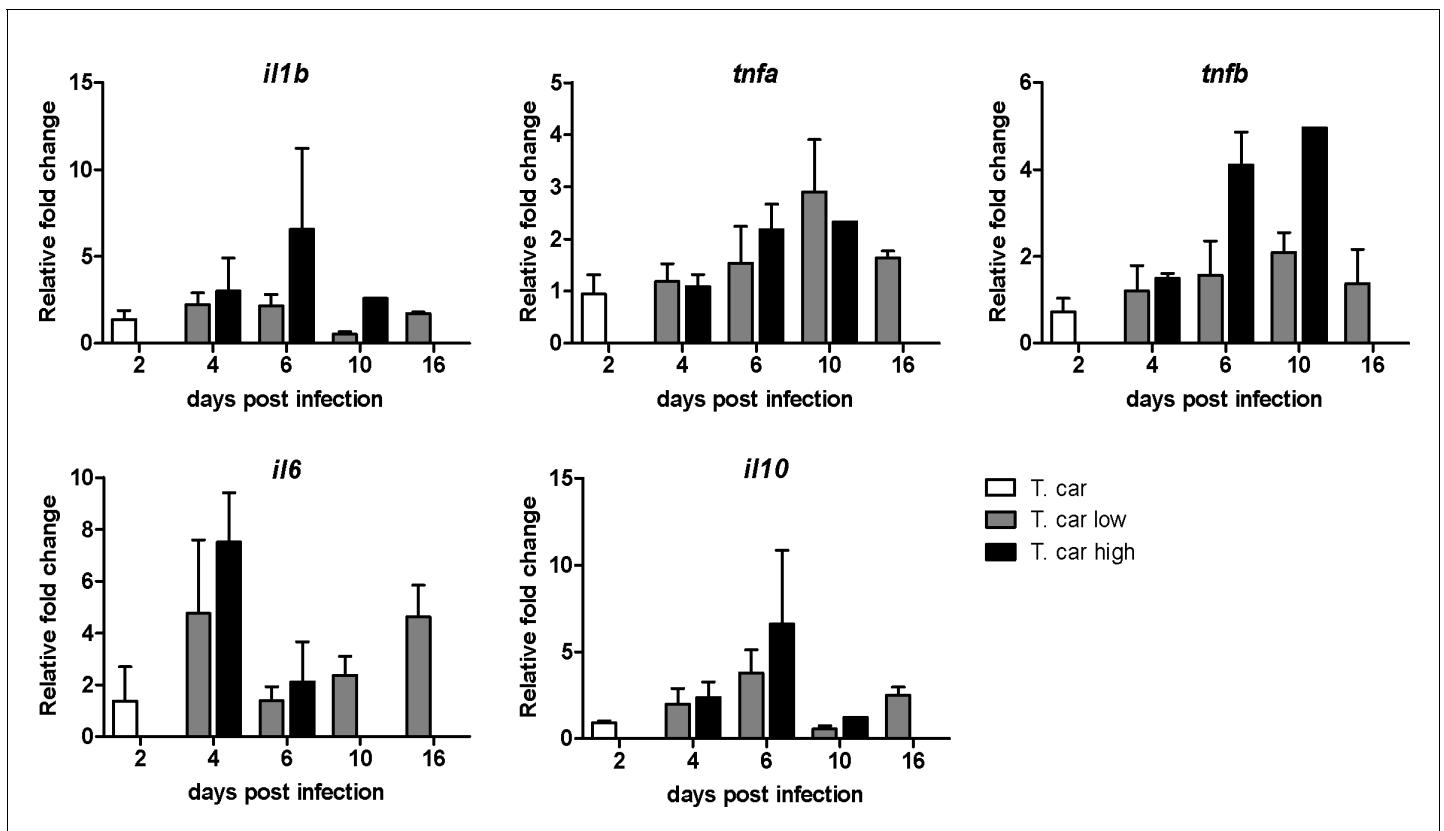 il1b
15
10
5
0
Relative fold change
2 4 6 10 16
days post infection
tnfa
5
4
3
2
1
0
Relative fold change
2 4 6 10 16
days post infection
tnfb
6
4
2
0
Relative fold change
2 4 6 10 16
days post infection
il6
10
8
6
4
2
0
Relative fold change
2 4 6 10 16
days post infection
il10
15
10
5
0
Relative fold change
2 4 6 10 16
days post infection
T. car
T. car low
T. car high